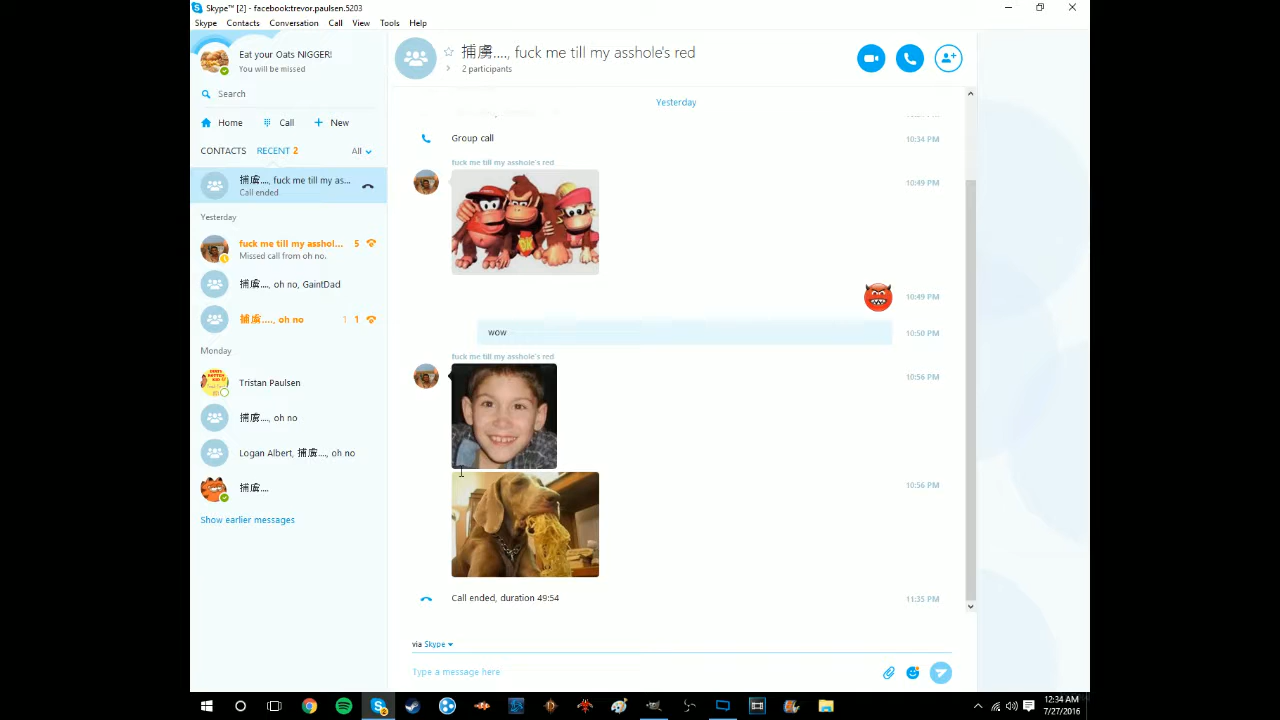 Skype™ [2] - facebook:trevor.paulsen.5203
Skype Contacts Conversation Call View Tools Help
Eat your Oats NIGGER!
You will be missed
Search
Home Call New
CONTACTS RECENT 2 All
捕虜...., fuck me till my as...
Call ended
Yesterday
fuck me till my asshol... 5
Missed call from oh no.
捕虜...., oh no, GaintDad
捕虜...., oh no 1 1
Monday
Tristan Paulsen
捕虜...., oh no
Logan Albert, 捕虜...., oh no
捕虜....
Show earlier messages
捕虜...., fuck me till my asshole's red
2 participants
Yesterday
Group call 10:34 PM
fuck me till my asshole's red
10:49 PM
10:49 PM
wow 10:50 PM
fuck me till my asshole's red
10:56 PM
10:56 PM
Call ended, duration 49:54 11:35 PM
via Skype
Type a message here
12:34 AM
7/27/2016